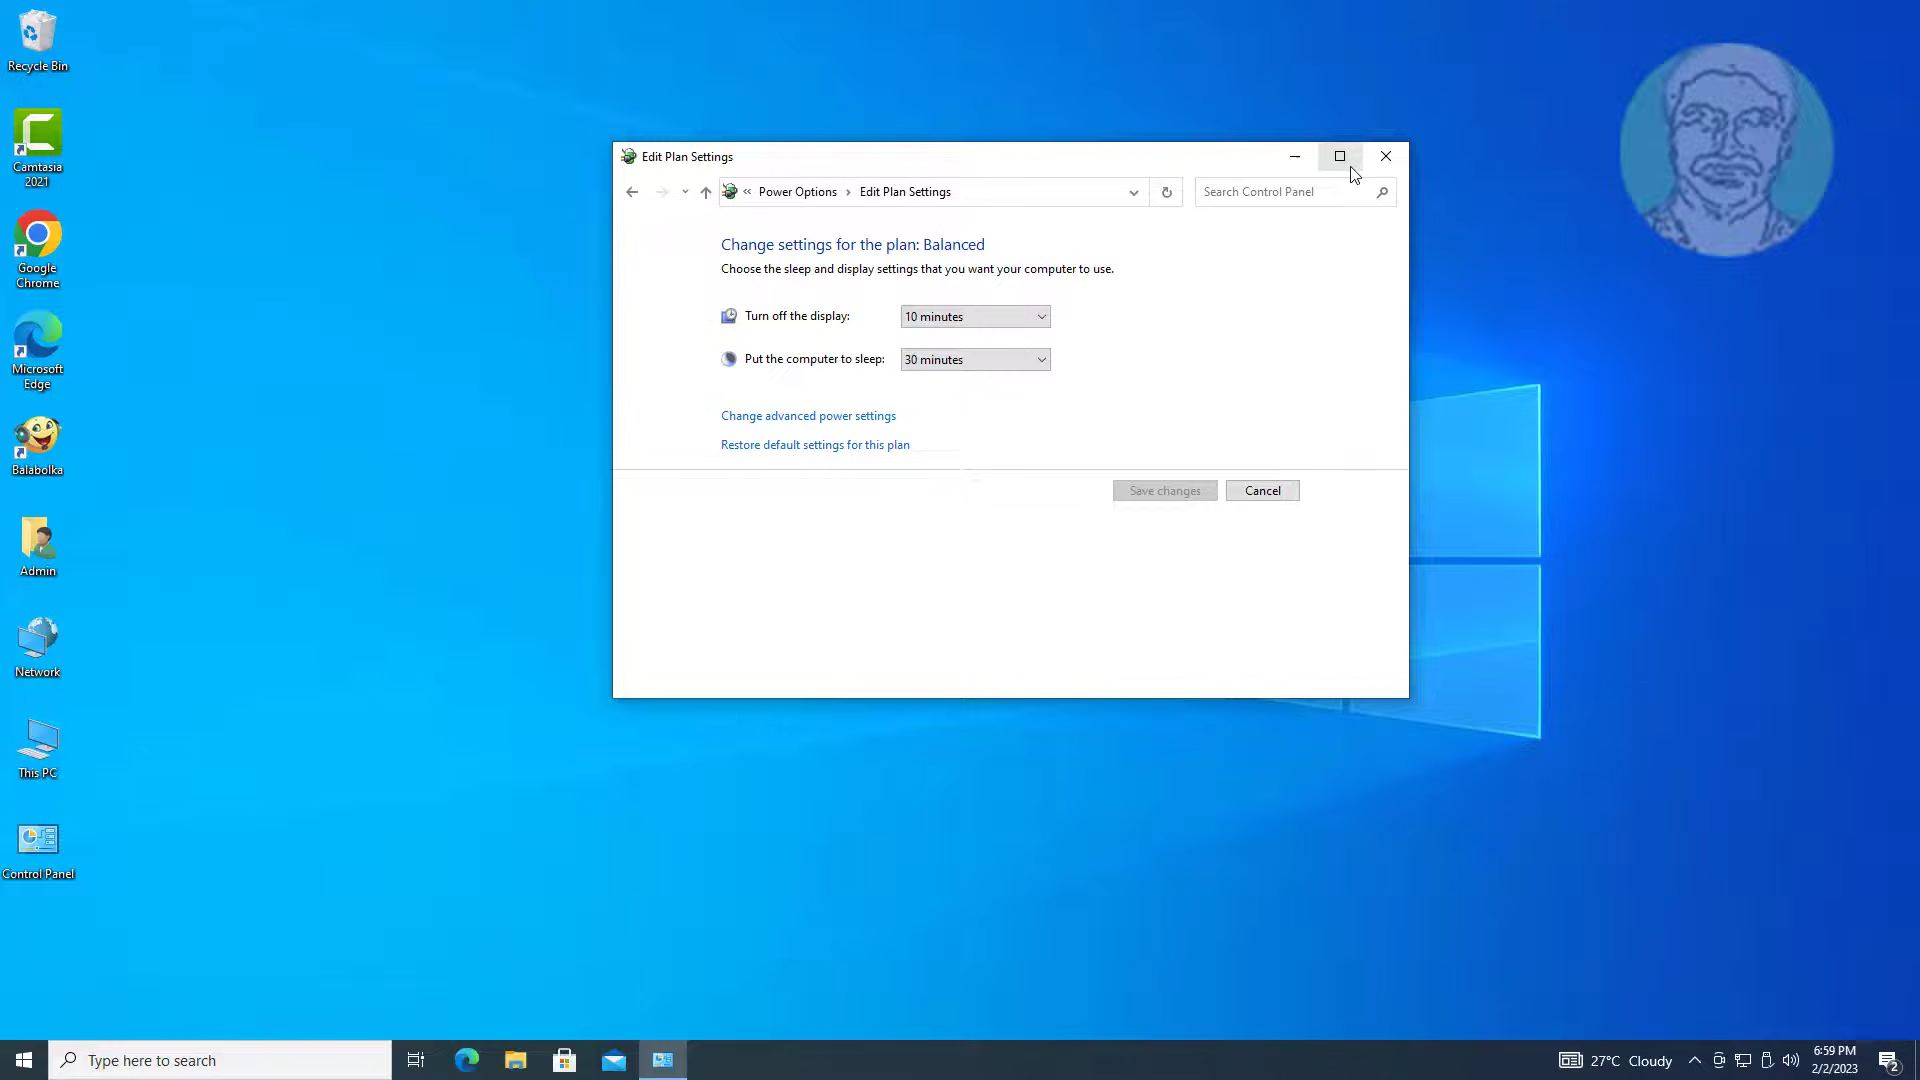 Recycle Bin
Camtasia
2021
Google
Chrome
Microsoft
Edge
Balabolka
Admin
Network
This PC
Control Panel
Edit Plan Settings
« Power Options › Edit Plan Settings
Search Control Panel
Change settings for the plan: Balanced
Choose the sleep and display settings that you want your computer to use.
Turn off the display: 10 minutes
Put the computer to sleep: 30 minutes
Change advanced power settings
Restore default settings for this plan
Save changes Cancel
Type here to search
27°C Cloudy
6:59 PM
2/2/2023
2